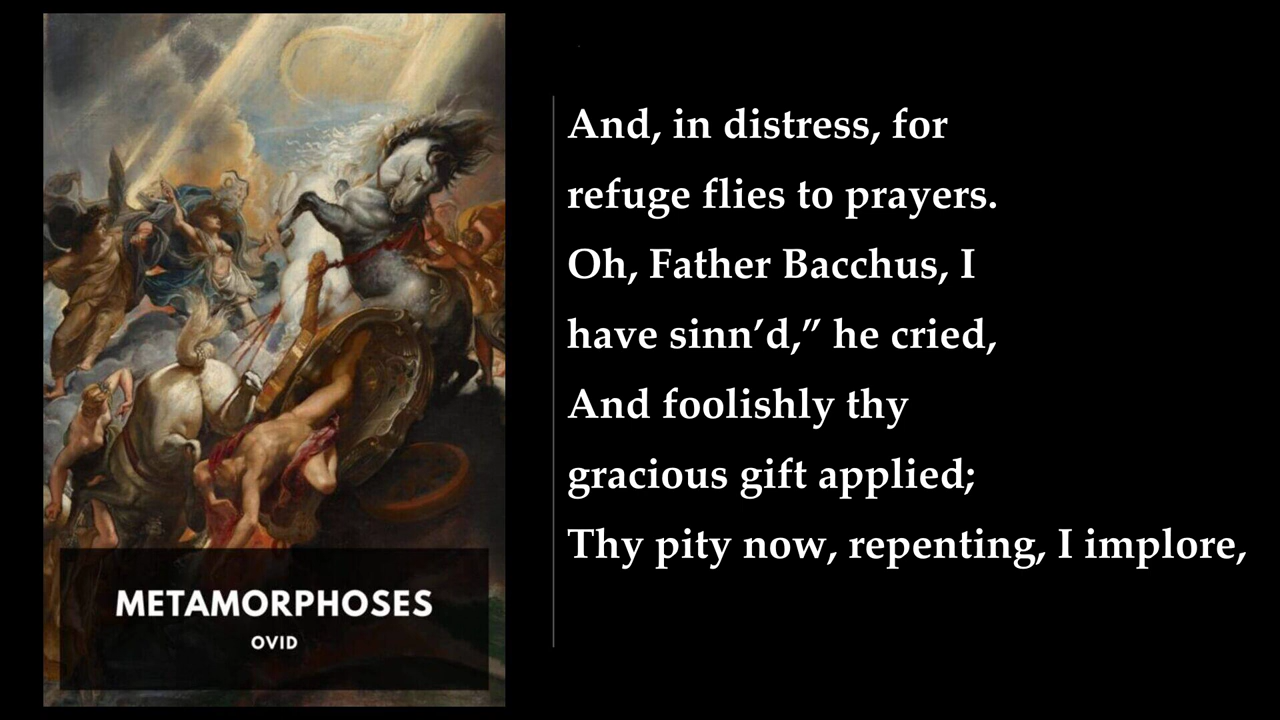 METAMORPHOSES
OVID
And, in distress, for
refuge flies to prayers.
Oh, Father Bacchus, I
have sinn’d,” he cried,
And foolishly thy
gracious gift applied;
Thy pity now, repenting, I implore,